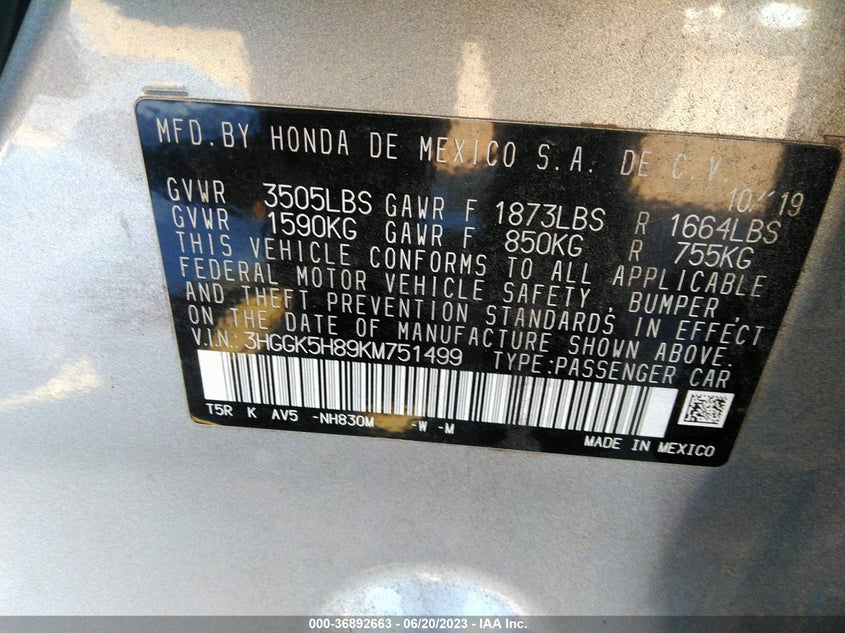 MFD.BY HONDA DE MEXICO S.A. DE C.V.
10/'19
GVWR 3505LBS GAWR F 1873LBS R 1664LBS
GVWR 1590KG GAWR F 850KG R 755KG
THIS VEHICLE CONFORMS TO ALL APPLICABLE
FEDERAL MOTOR VEHICLE SAFETY, BUMPER,
AND THEFT PREVENTION STANDARDS IN EFFECT
ON THE DATE OF MANUFACTURE SHOWN ABOVE.
V.I.N.: 3HGGK5H89KM751499 TYPE:PASSENGER CAR
T5R K AV5 -NH830M -W -M
MADE IN MEXICO
000-36892663 - 06/20/2023 - IAA Inc.